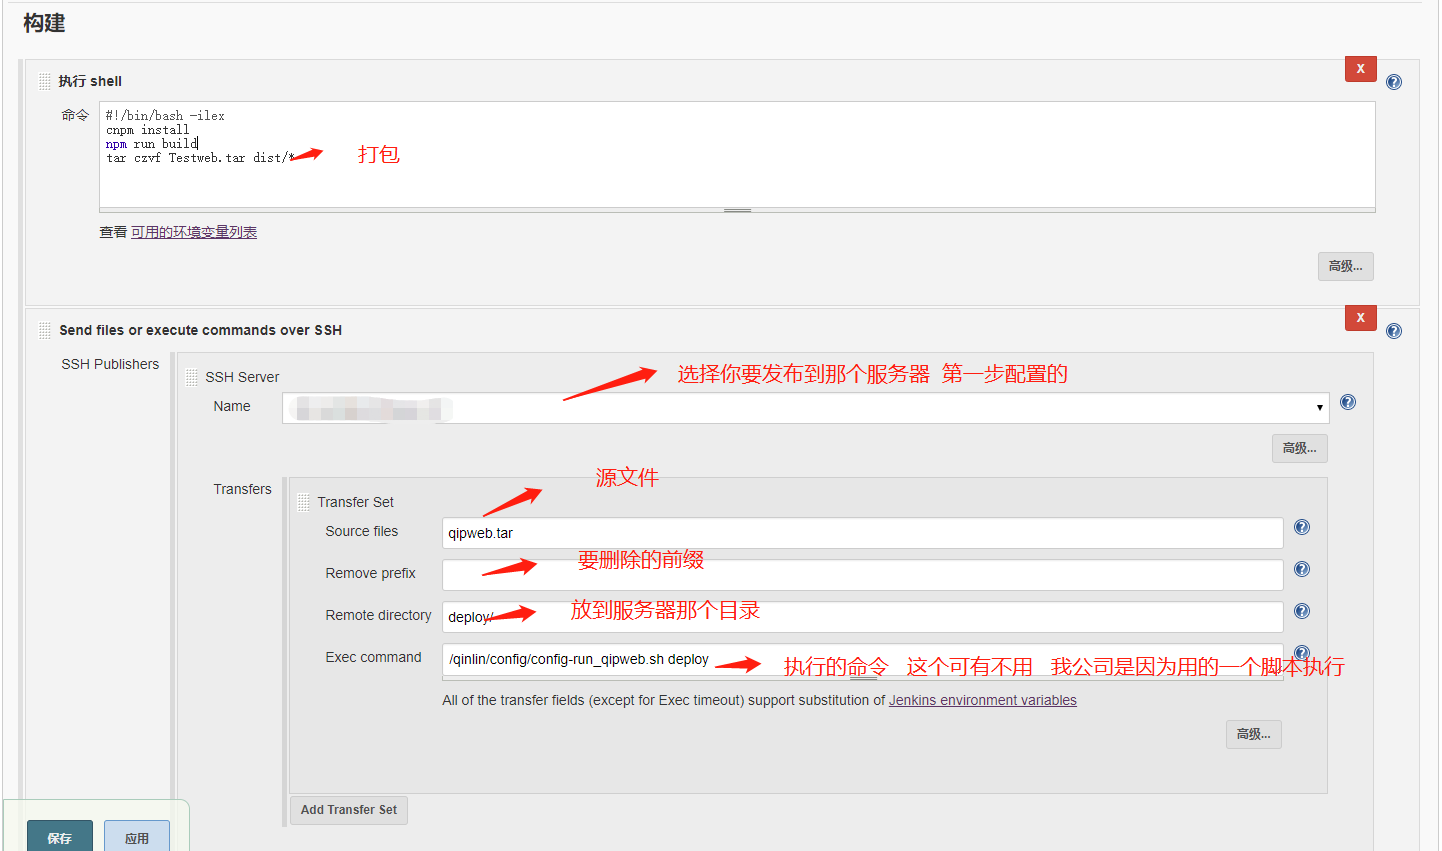 构建
执行 shell
X
命令
#!/bin/bash -ilex
cnpm install
npm run build
tar czvf Testweb.tar dist/*
打包
查看 可用的环境变量列表
高级...
Send files or execute commands over SSH
X
SSH Publishers
SSH Server
选择你要发布到那个服务器 第一步配置的
Name
高级...
Transfers
源文件
Transfer Set
Source files
qipweb.tar
要删除的前缀
Remove prefix
放到服务器那个目录
Remote directory
deploy/
Exec command
/qinlin/config/config-run_qipweb.sh deploy
执行的命令 这个可有不用 我公司是因为用的一个脚本执行
All of the transfer fields (except for Exec timeout) support substitution of Jenkins environment variables
高级...
Add Transfer Set
保存
应用